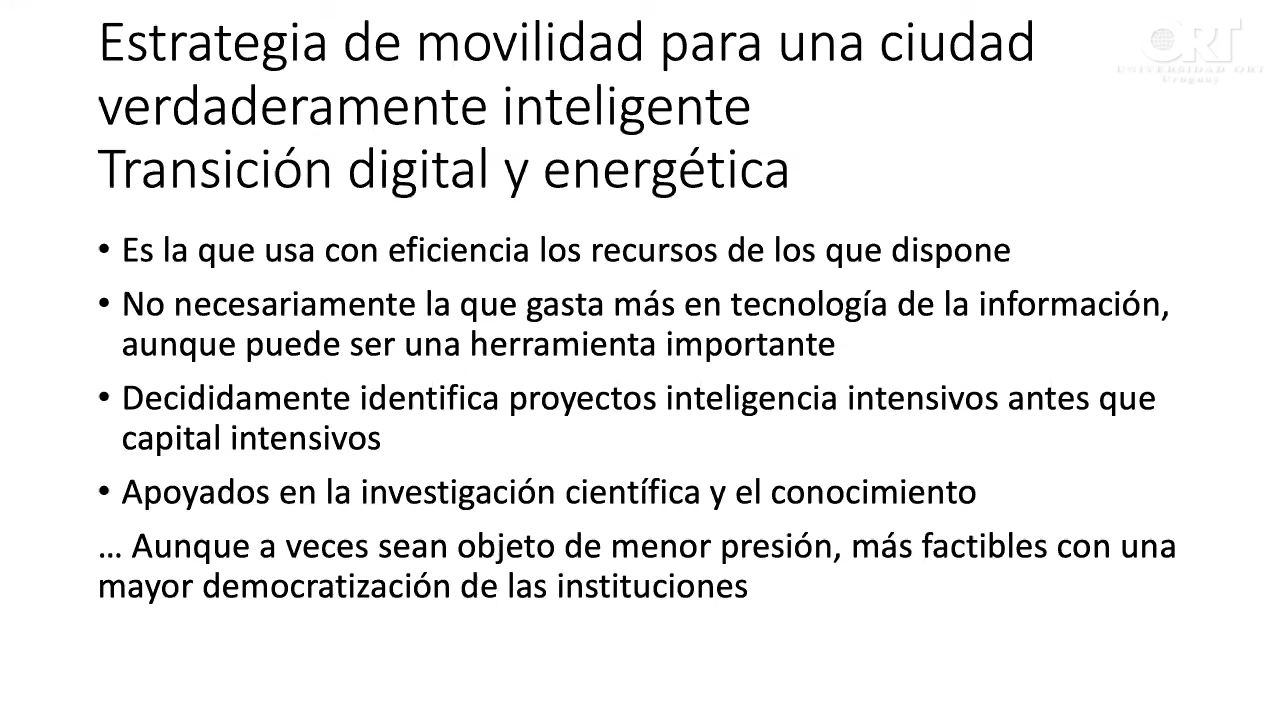 Estrategia de movilidad para una ciudad
verdaderamente inteligente
Transición digital y energética
ORT
UNIVERSIDAD ORT
Uruguay
• Es la que usa con eficiencia los recursos de los que dispone
• No necesariamente la que gasta más en tecnología de la información,
aunque puede ser una herramienta importante
• Decididamente identifica proyectos inteligencia intensivos antes que
capital intensivos
• Apoyados en la investigación científica y el conocimiento
... Aunque a veces sean objeto de menor presión, más factibles con una
mayor democratización de las instituciones